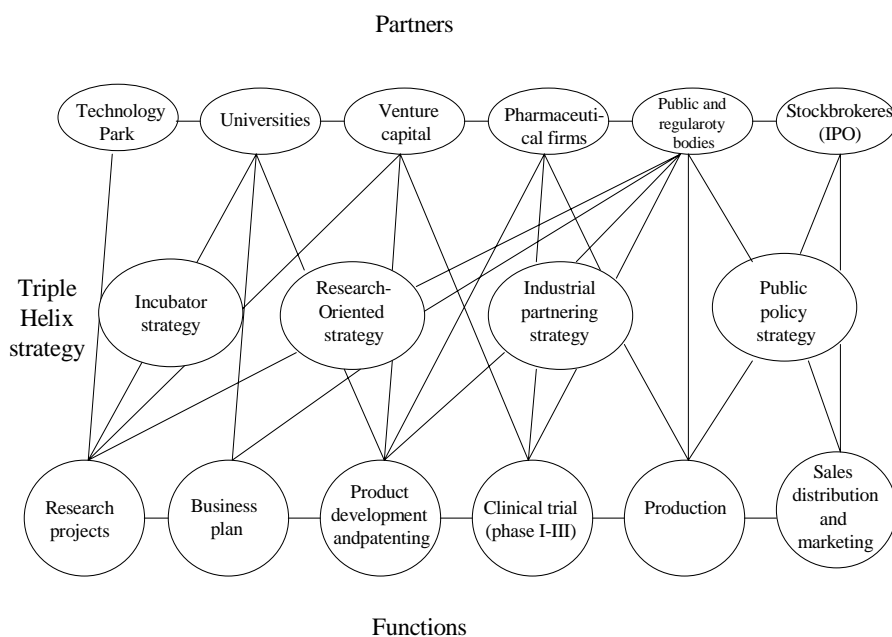 Partners
Technology
Park
Universities
Venture
capital
Pharmaceuti-
cal firms
Public and
regularoty
bodies
Stockbrokeres
(IPO)
Triple
Helix
strategy
Incubator
strategy
Research-
Oriented strategy
Industrial
partnering
strategy
Public
policy
strategy
Research
projects
Business
plan
Product
development
andpatenting
Clinical trial
(phase I-III)
Production
Sales
distribution
and
marketing
Functions